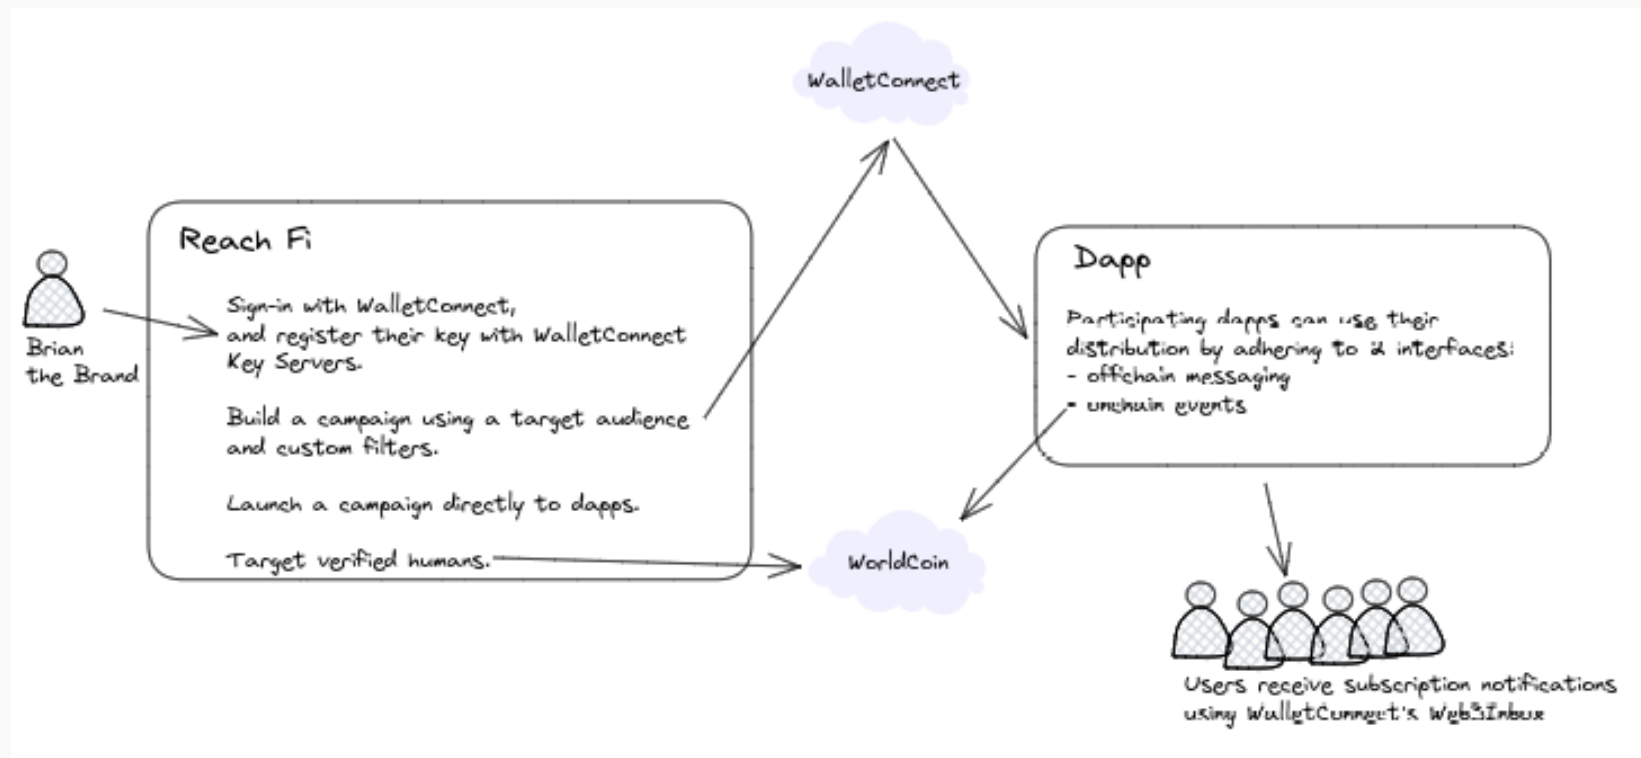 WalletConnect
Reach Fi
Sign-in with WalletConnect,
and register their key with WalletConnect
Key Servers.
Build a campaign using a target audience
and custom filters.
Launch a campaign directly to dapps.
Target verified humans.
Brian
the Brand
Dapp
Participating dapps can use their
distribution by adhering to 2 interfaces:
- offchain messaging
- onchain events
WorldCoin
Users receive subscription notifications
using WalletConnect's Web3Inbox